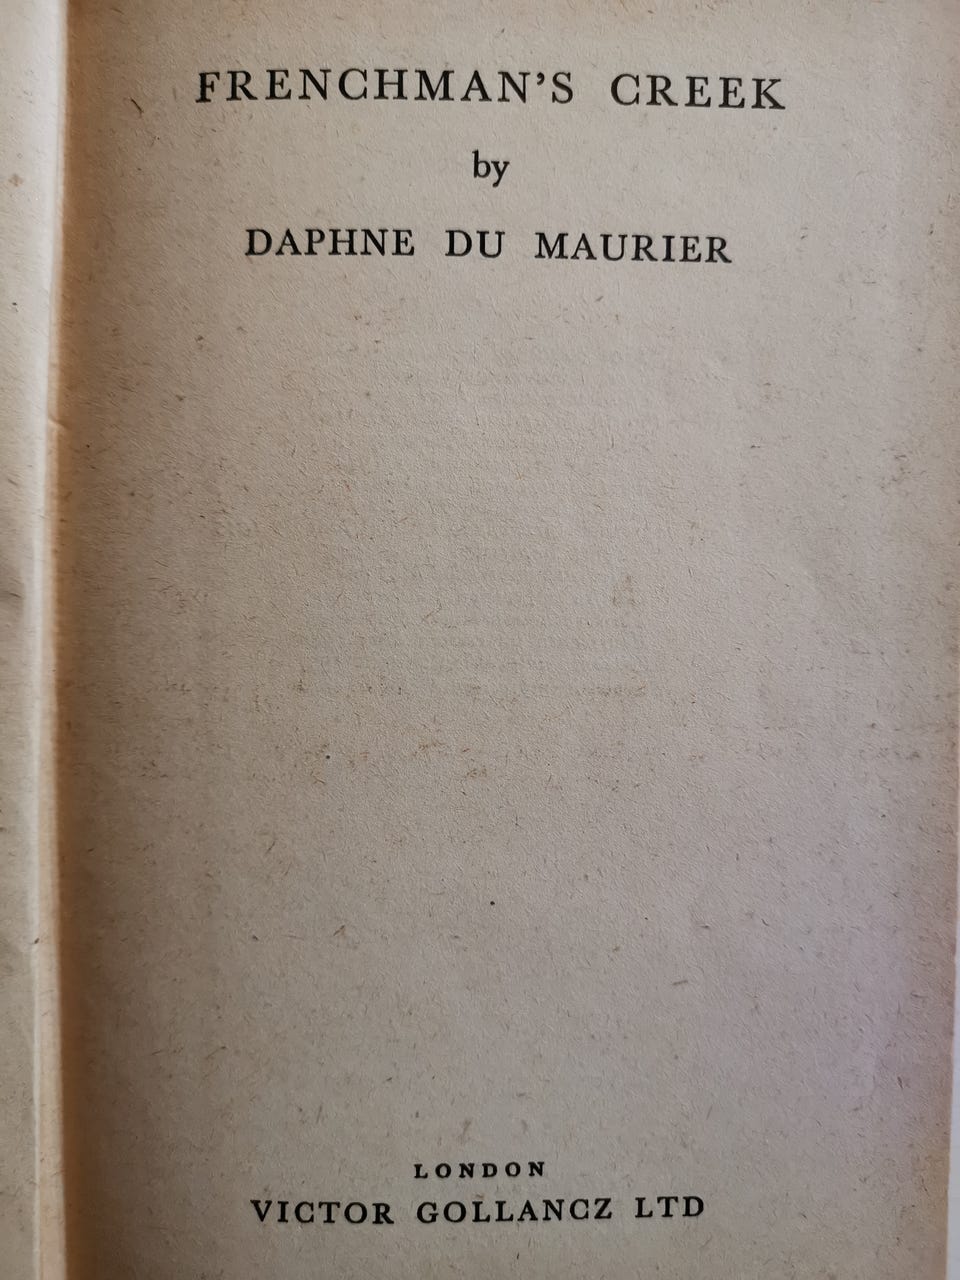 FRENCHMAN'S CREEK
by
DAPHNE DU MAURIER
LONDON
VICTOR GOLLANCZ LTD